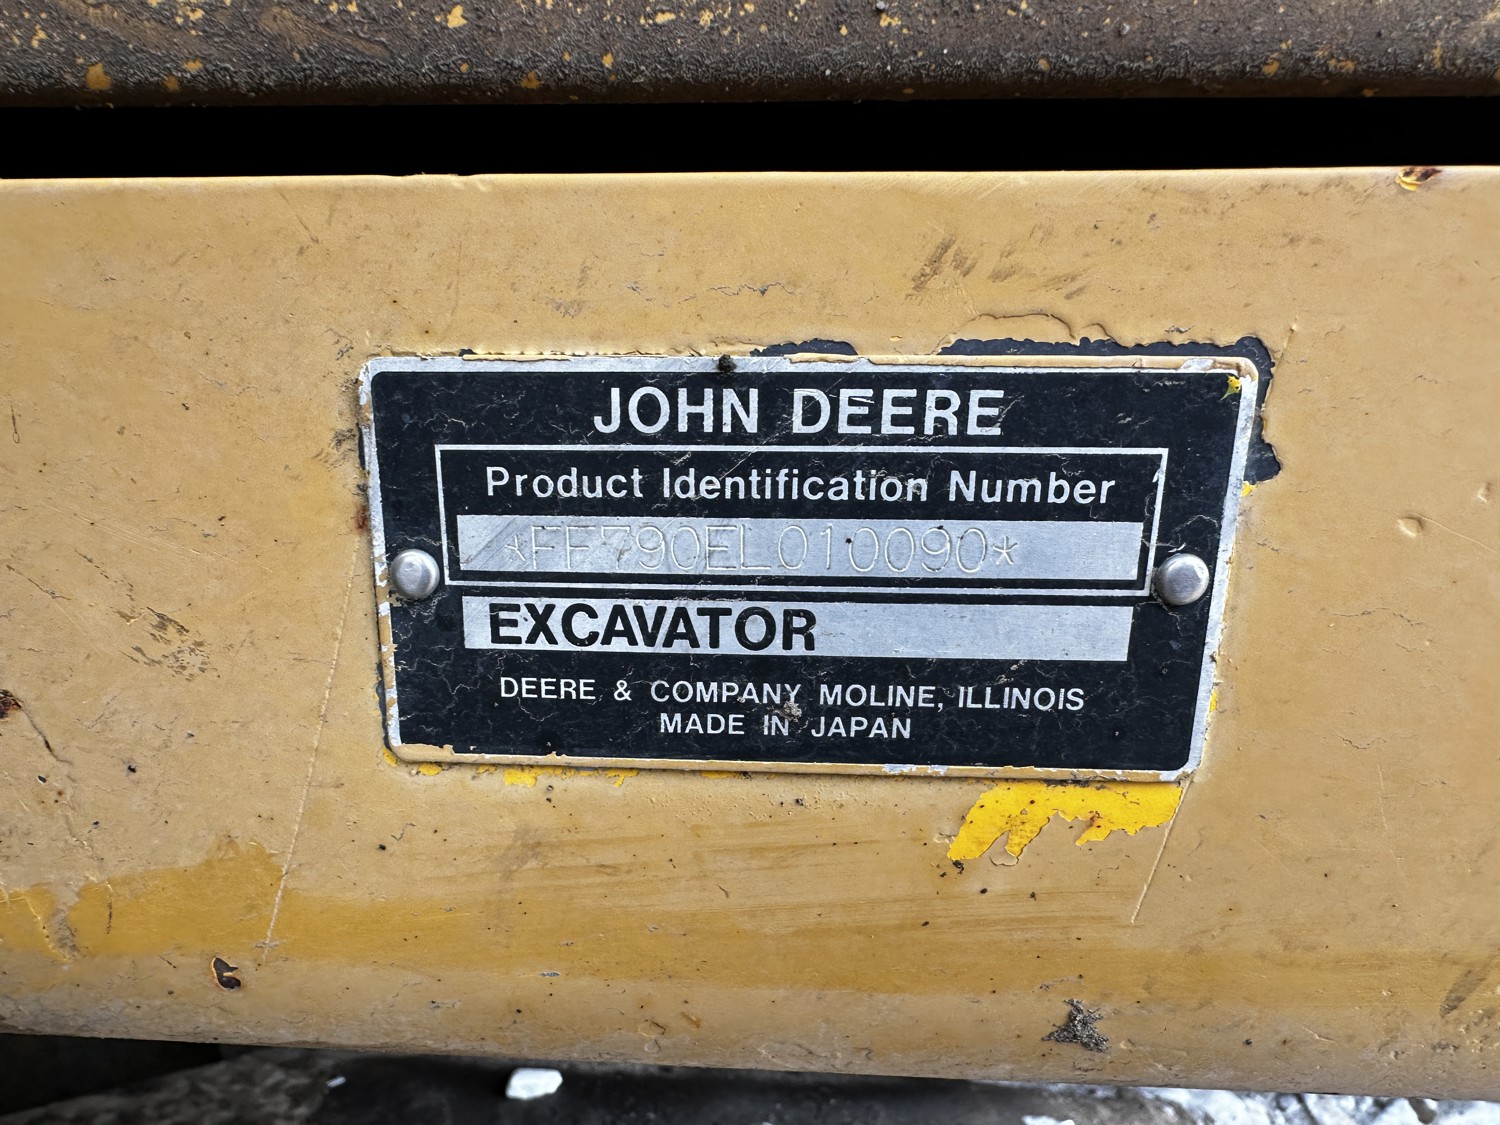 JOHN DEERE
Product Identification Number
*FF790EL010090*
EXCAVATOR
DEERE & COMPANY MOLINE, ILLINOIS
MADE IN JAPAN